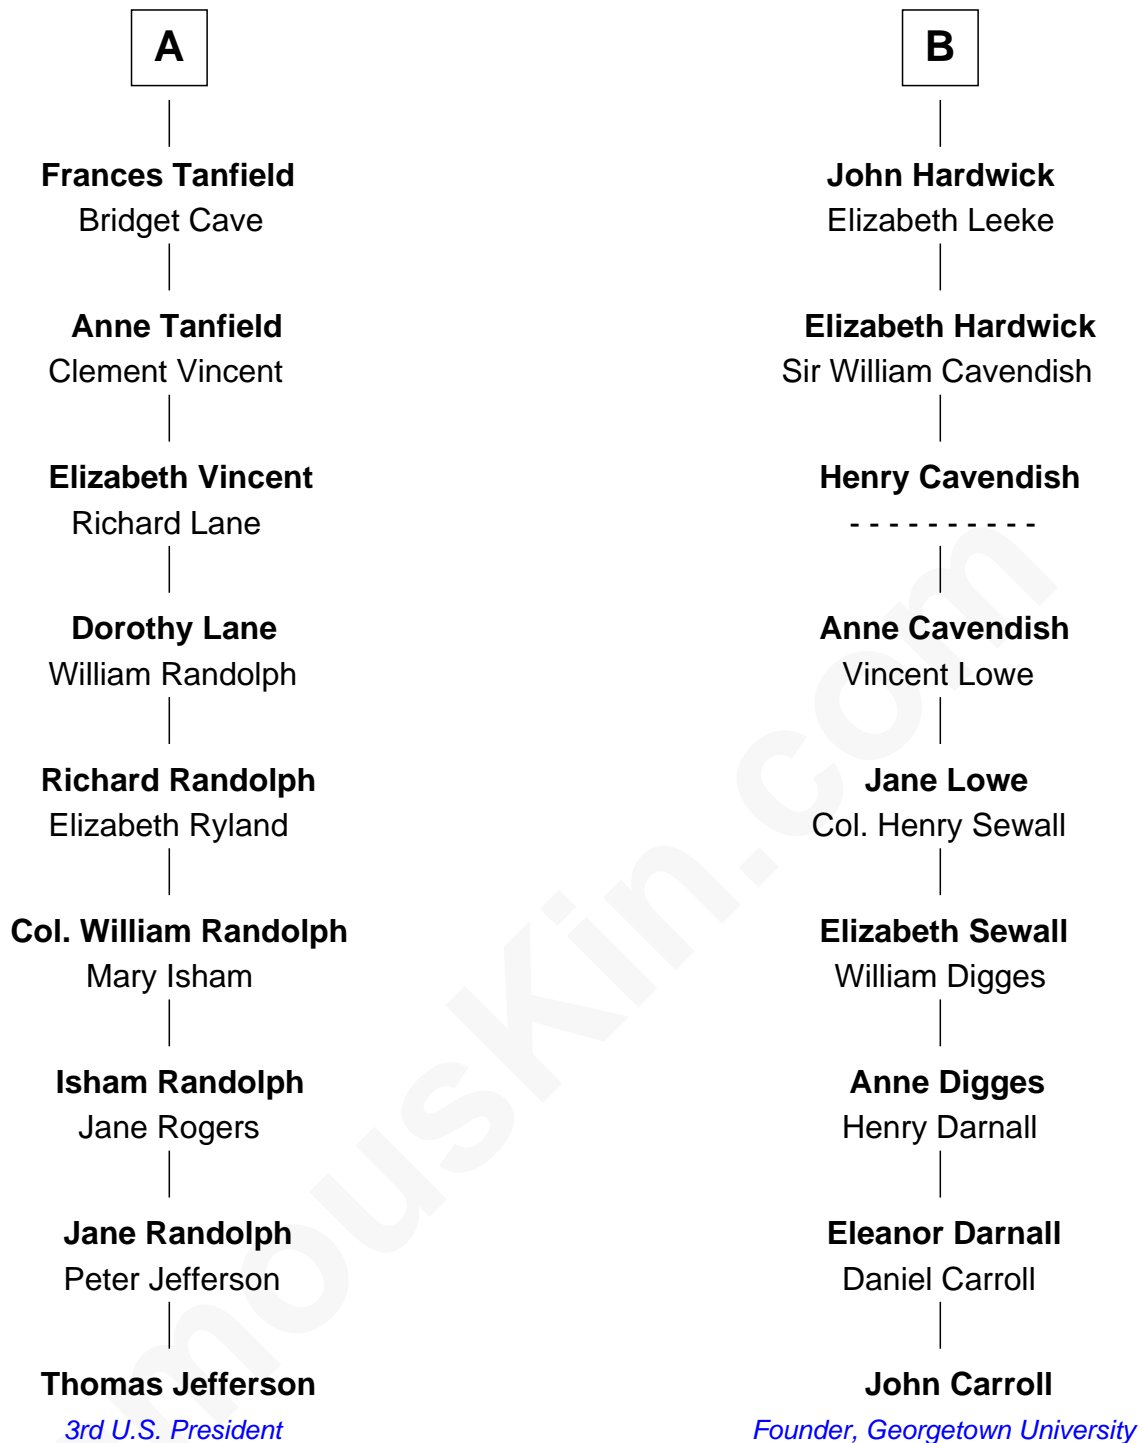 A
Frances Tanfield
Bridget Cave
Anne Tanfield
Clement Vincent
Elizabeth Vincent
Richard Lane
Dorothy Lane
William Randolph
Richard Randolph
Elizabeth Ryland
Col. William Randolph
Mary Isham
Isham Randolph
Jane Rogers
Jane Randolph
Peter Jefferson
Thomas Jefferson
3rd U.S. President
B
John Hardwick
Elizabeth Leeke
Elizabeth Hardwick
Sir William Cavendish
Henry Cavendish
- - - - - - - - - -
Anne Cavendish
Vincent Lowe
Jane Lowe
Col. Henry Sewall
Elizabeth Sewall
William Digges
Anne Digges
Henry Darnall
Eleanor Darnall
Daniel Carroll
John Carroll
Founder, Georgetown University
mouskin.com